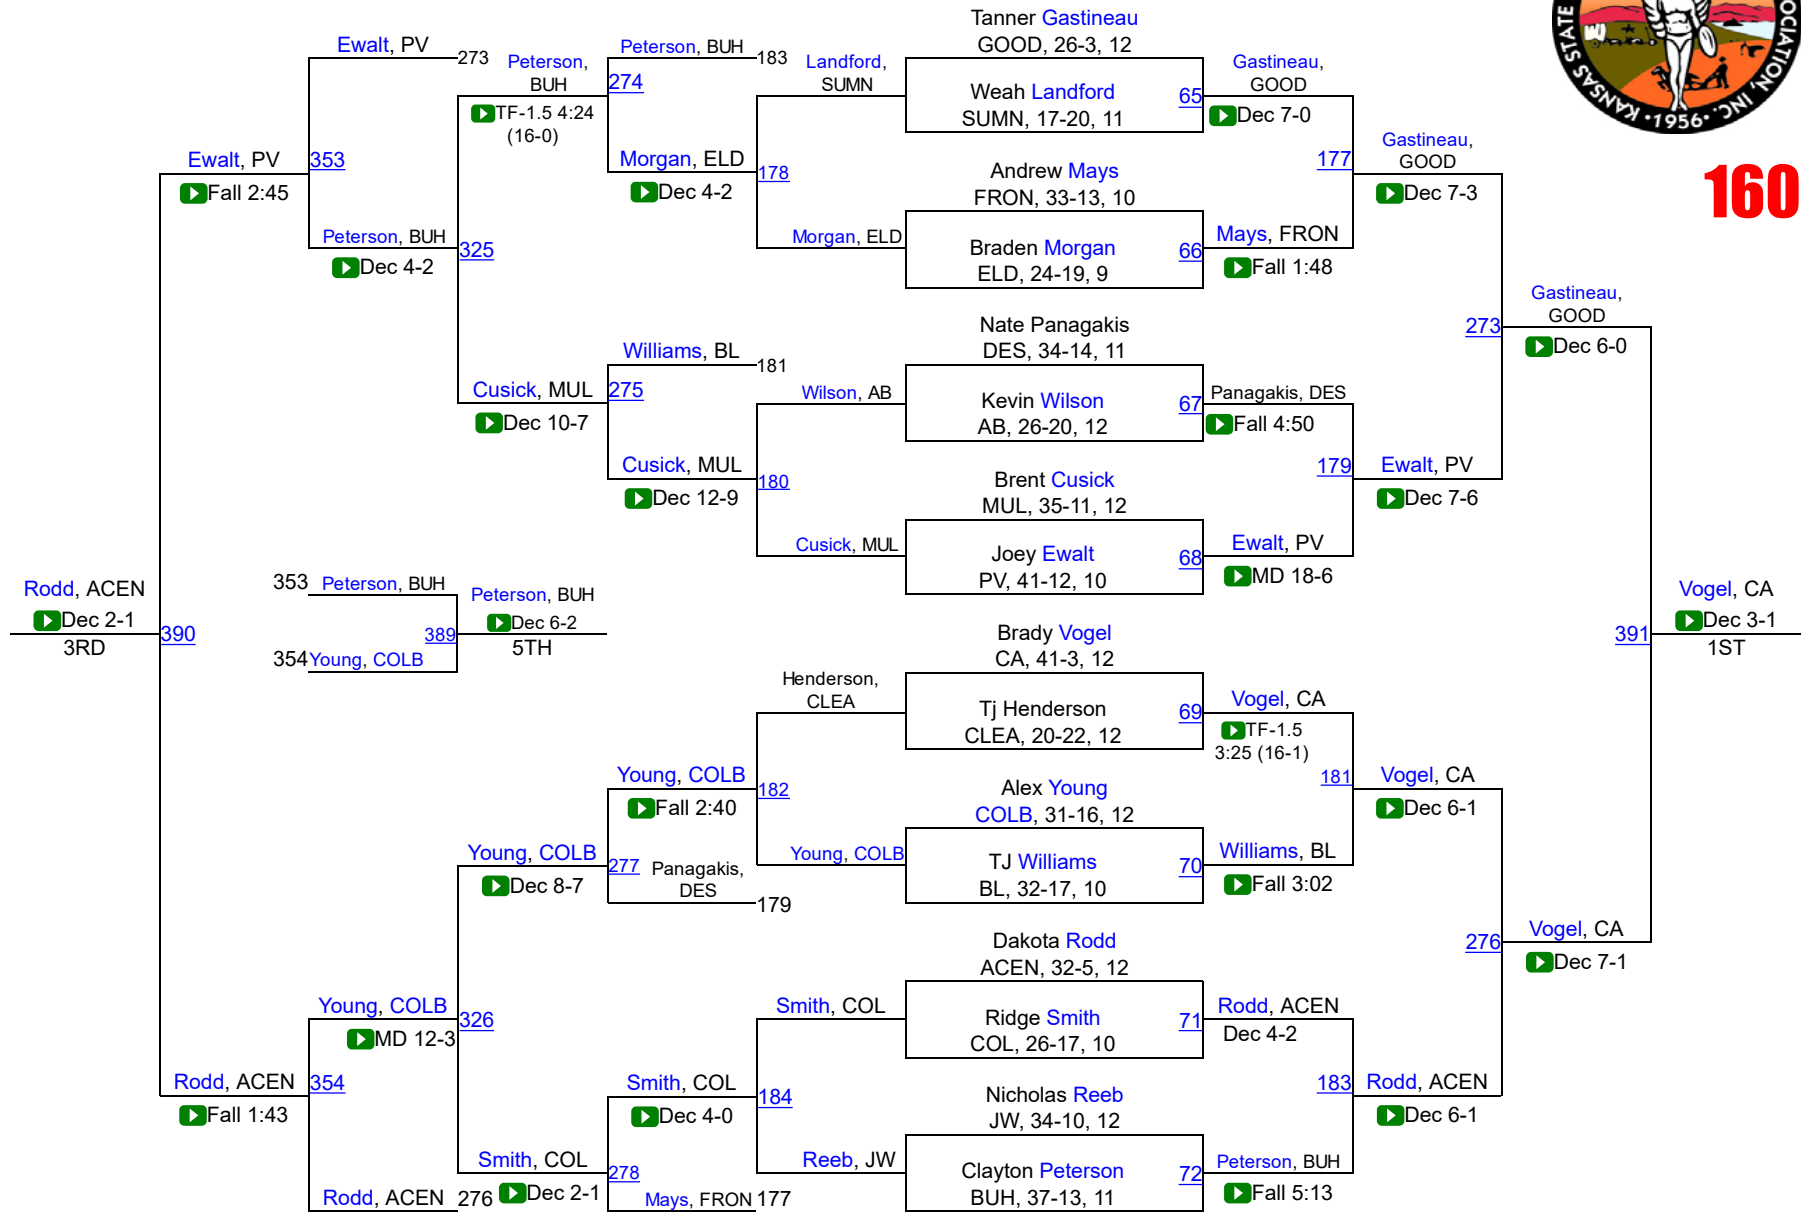 KANSAS STATE
OCIATION, INC.
•1956•
160
Tanner Gastineau
GOOD, 26-3, 12
Weah Landford
SUMN, 17-20, 11
65
Andrew Mays
FRON, 33-13, 10
Braden Morgan
ELD, 24-19, 9
66
Nate Panagakis
DES, 34-14, 11
Kevin Wilson
AB, 26-20, 12
67
Brent Cusick
MUL, 35-11, 12
Joey Ewalt
PV, 41-12, 10
68
Brady Vogel
CA, 41-3, 12
Tj Henderson
CLEA, 20-22, 12
69
Alex Young
COLB, 31-16, 12
TJ Williams
BL, 32-17, 10
70
Dakota Rodd
ACEN, 32-5, 12
Ridge Smith
COL, 26-17, 10
71
Nicholas Reeb
JW, 34-10, 12
Clayton Peterson
BUH, 37-13, 11
72
Gastineau,
GOOD
Dec 7-0
177
Mays, FRON
Fall 1:48
Panagakis, DES
Fall 4:50
179
Ewalt, PV
MD 18-6
Vogel, CA
TF-1.5
3:25 (16-1)
181
Williams, BL
Fall 3:02
Rodd, ACEN
Dec 4-2
183
Peterson, BUH
Fall 5:13
Gastineau,
GOOD
Dec 7-3
273
Ewalt, PV
Dec 7-6
Vogel, CA
Dec 6-1
276
Rodd, ACEN
Dec 6-1
Gastineau,
GOOD
Dec 6-0
391
Vogel, CA
Dec 7-1
Vogel, CA
Dec 3-1
1ST
Landford,
SUMN
178
Morgan, ELD
Wilson, AB
180
Cusick, MUL
Henderson,
CLEA
182
Young, COLB
Smith, COL
184
Reeb, JW
Peterson, BUH
183
274
Morgan, ELD
Dec 4-2
Williams, BL
181
275
Cusick, MUL
Dec 12-9
Young, COLB
Fall 2:40
277
Panagakis,
DES
179
Smith, COL
Dec 4-0
278
Mays, FRON
177
Peterson,
BUH
TF-1.5 4:24
(16-0)
325
Cusick, MUL
Dec 10-7
Young, COLB
Dec 8-7
326
Smith, COL
Dec 2-1
Ewalt, PV
273
353
Peterson, BUH
Dec 4-2
Young, COLB
MD 12-3
354
Rodd, ACEN
276
Ewalt, PV
Fall 2:45
390
Rodd, ACEN
Fall 1:43
Rodd, ACEN
Dec 2-1
3RD
353
Peterson, BUH
389
354
Young, COLB
Peterson, BUH
Dec 6-2
5TH